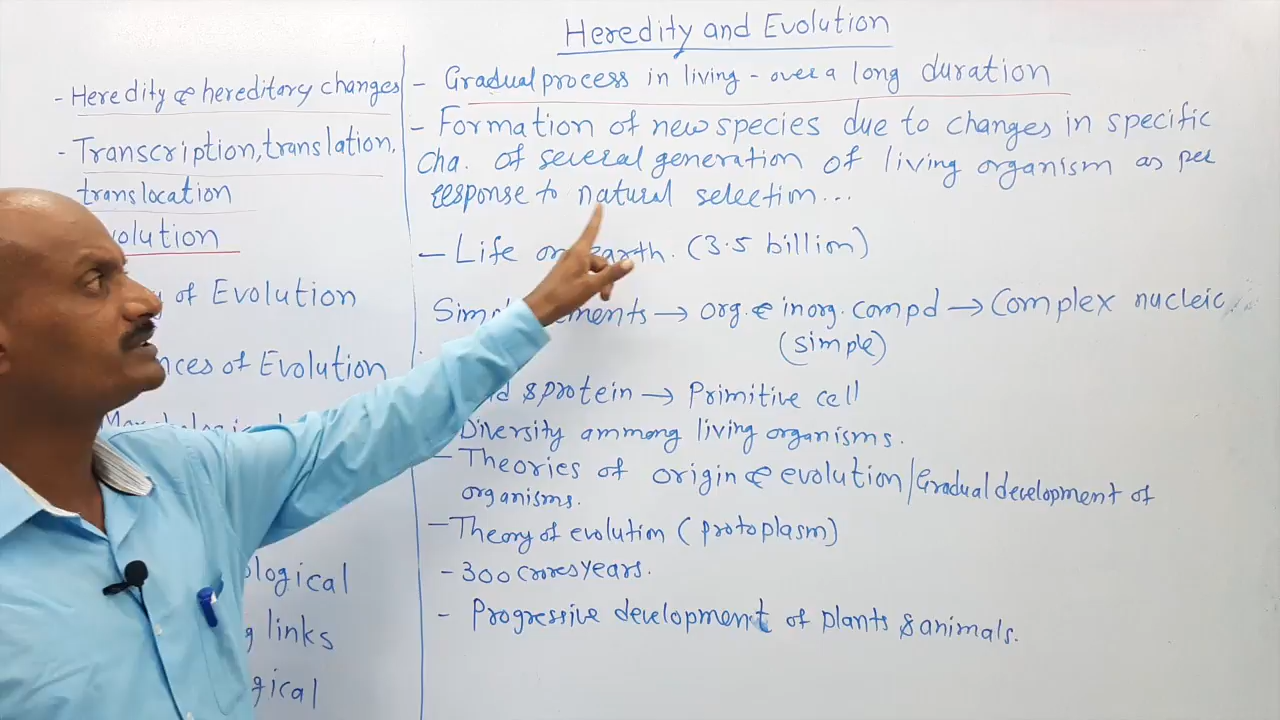 Heredity and Evolution
- Heredity & hereditary changes
- Transcription, translation,
translocation
volution
y of Evolution
nces of Evolution
ological
g links
gical
- Gradual process in living - over a long duration
- Formation of new species due to changes in specific
cha. of several generation of living organism as per
response to natural selection...
- Life on earth. (3.5 billion)
Simp ements → org. & inorg. compd → Complex nucleic
(simple)
id & protein → Primitive cell
Diversity ammong living organisms.
- Theories of origin & evolution / Gradual development of
organisms.
- Theory of evolution (protoplasm)
- 300 crores years.
- Progressive development of plants & animals.